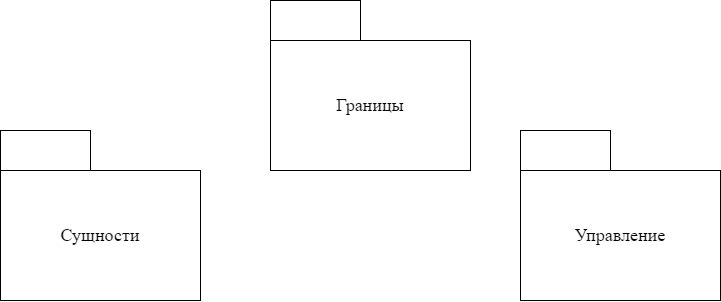 Границы
Сущности
Управление